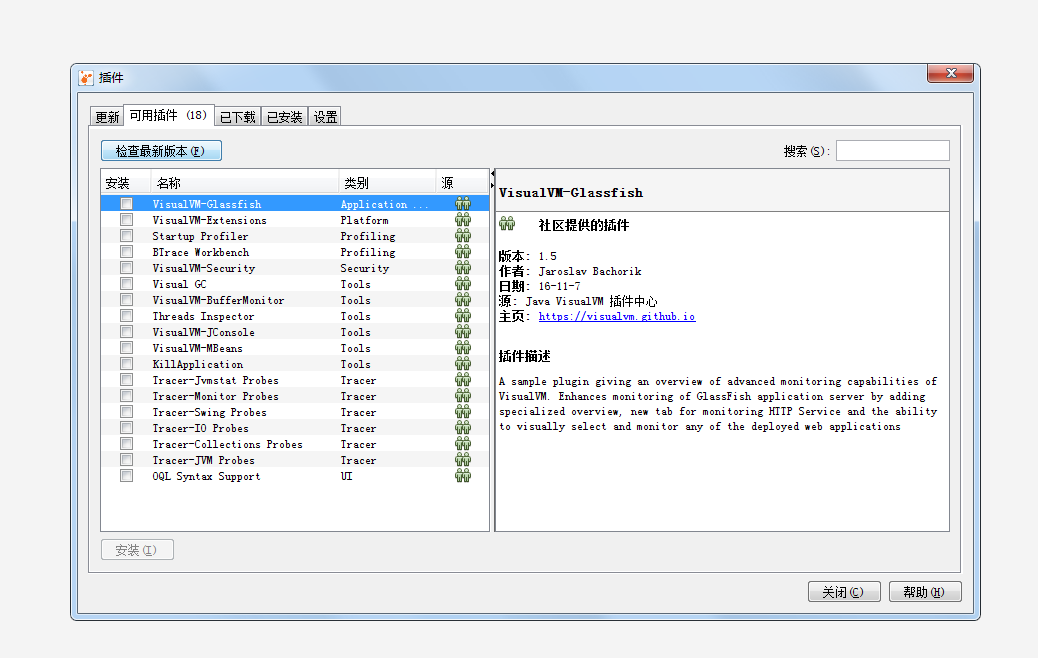 插件
更新 可用插件 (18) 已下载 已安装 设置
检查最新版本(F) 搜索(S):
安装 名称 类别 源
VisualVM-Glassfish Application ...
VisualVM-Extensions Platform
Startup Profiler Profiling
BTrace Workbench Profiling
VisualVM-Security Security
Visual GC Tools
VisualVM-BufferMonitor Tools
Threads Inspector Tools
VisualVM-JConsole Tools
VisualVM-MBeans Tools
KillApplication Tools
Tracer-Jvmstat Probes Tracer
Tracer-Monitor Probes Tracer
Tracer-Swing Probes Tracer
Tracer-IO Probes Tracer
Tracer-Collections Probes Tracer
Tracer-JVM Probes Tracer
OQL Syntax Support UI
VisualVM-Glassfish
社区提供的插件
版本: 1.5
作者: Jaroslav Bachorik
日期: 16-11-7
源: Java VisualVM 插件中心
主页: https://visualvm.github.io
插件描述
A sample plugin giving an overview of advanced monitoring capabilities of
VisualVM. Enhances monitoring of GlassFish application server by adding
specialized overview, new tab for monitoring HTTP Service and the ability
to visually select and monitor any of the deployed web applications
安装(I)
关闭(C) 帮助(H)